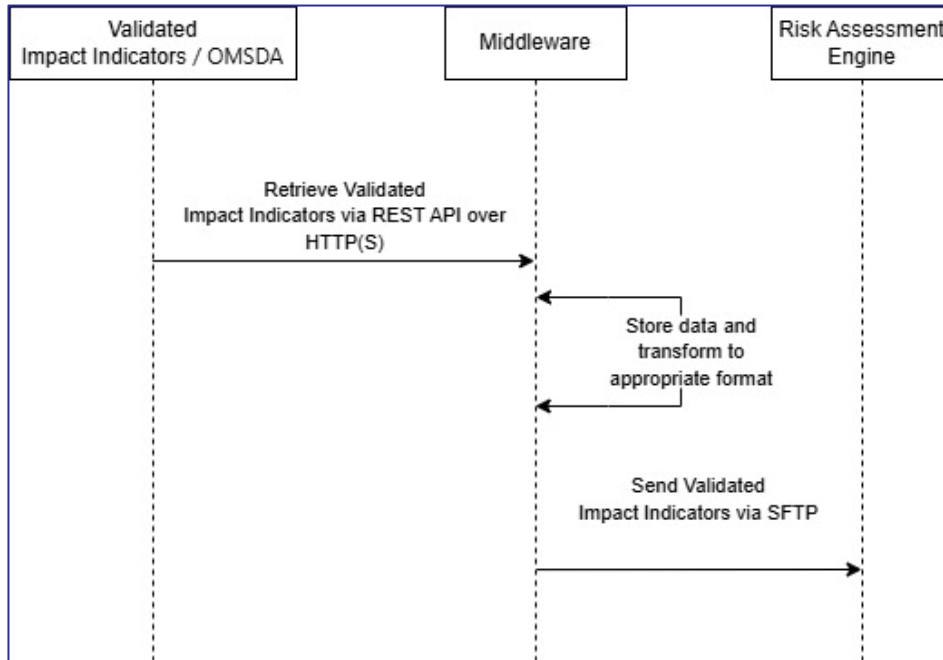 Validated
Impact Indicators / OMSDA
Middleware
Risk Assessment
Engine
Retrieve Validated
Impact Indicators via REST API over
HTTP(S)
Store data and
transform to
appropriate format
Send Validated
Impact Indicators via SFTP